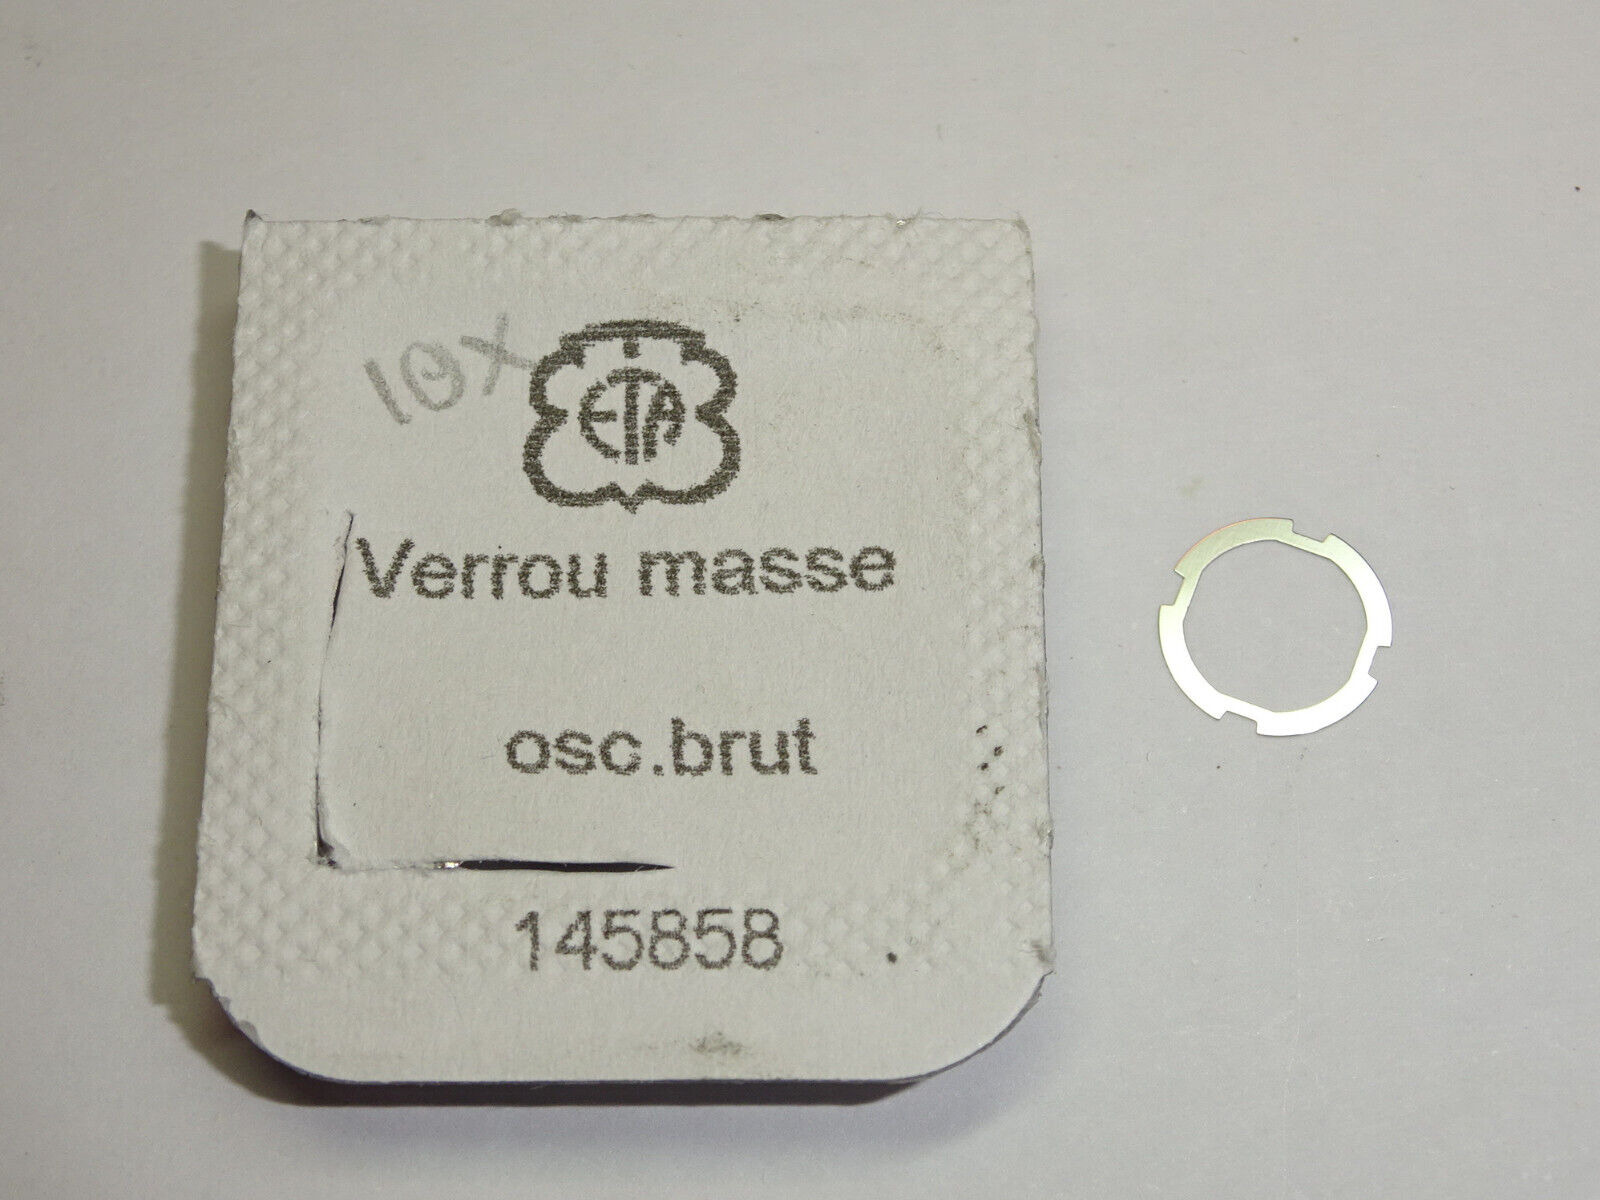 10X
ETA
Verrou masse
osc.brut
145858